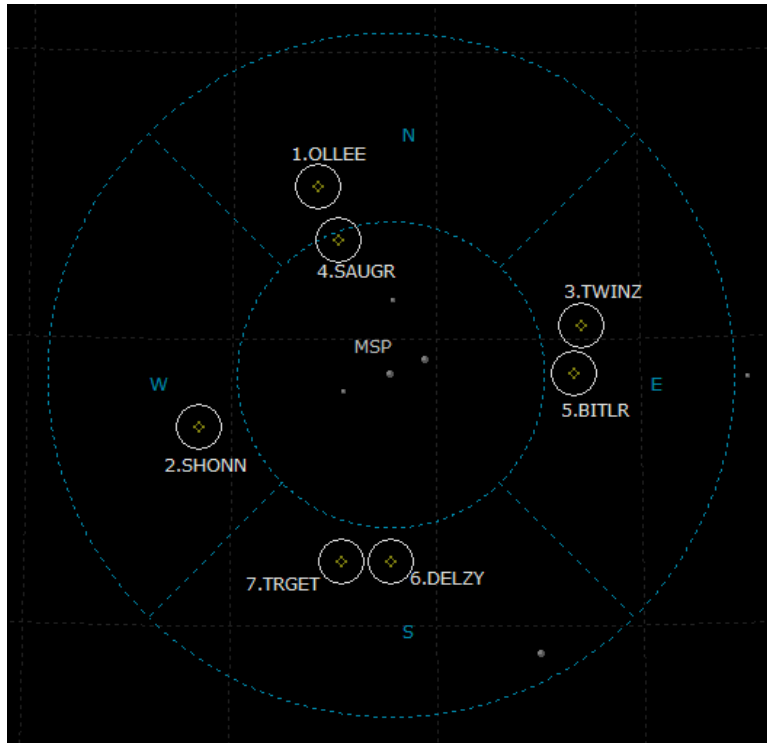 N
1.OLLEE
4.SAUGR
3.TWINZ
MSP
W
E
5.BITLR
2.SHONN
7.TRGET
6.DELZY
S